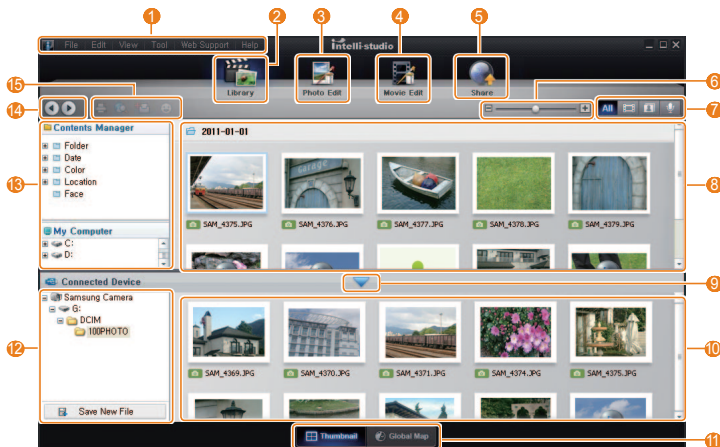 1 2 3 4 5
File Edit View Tool Web Support Help
intelli-studio
Library Photo Edit Movie Edit Share
15 6
14 All 7
Contents Manager
2011-01-01
Folder
Date
Color
Location
Face
13 8
SAM_4375.JPG SAM_4376.JPG SAM_4377.JPG SAM_4378.JPG SAM_4379.JPG
My Computer
C:
D:
Connected Device 9
Samsung Camera
G:
DCIM
100PHOTO
12 10
SAM_4369.JPG SAM_4370.JPG SAM_4371.JPG SAM_4374.JPG SAM_4375.JPG
Save New File
Thumbnail Global Map 11